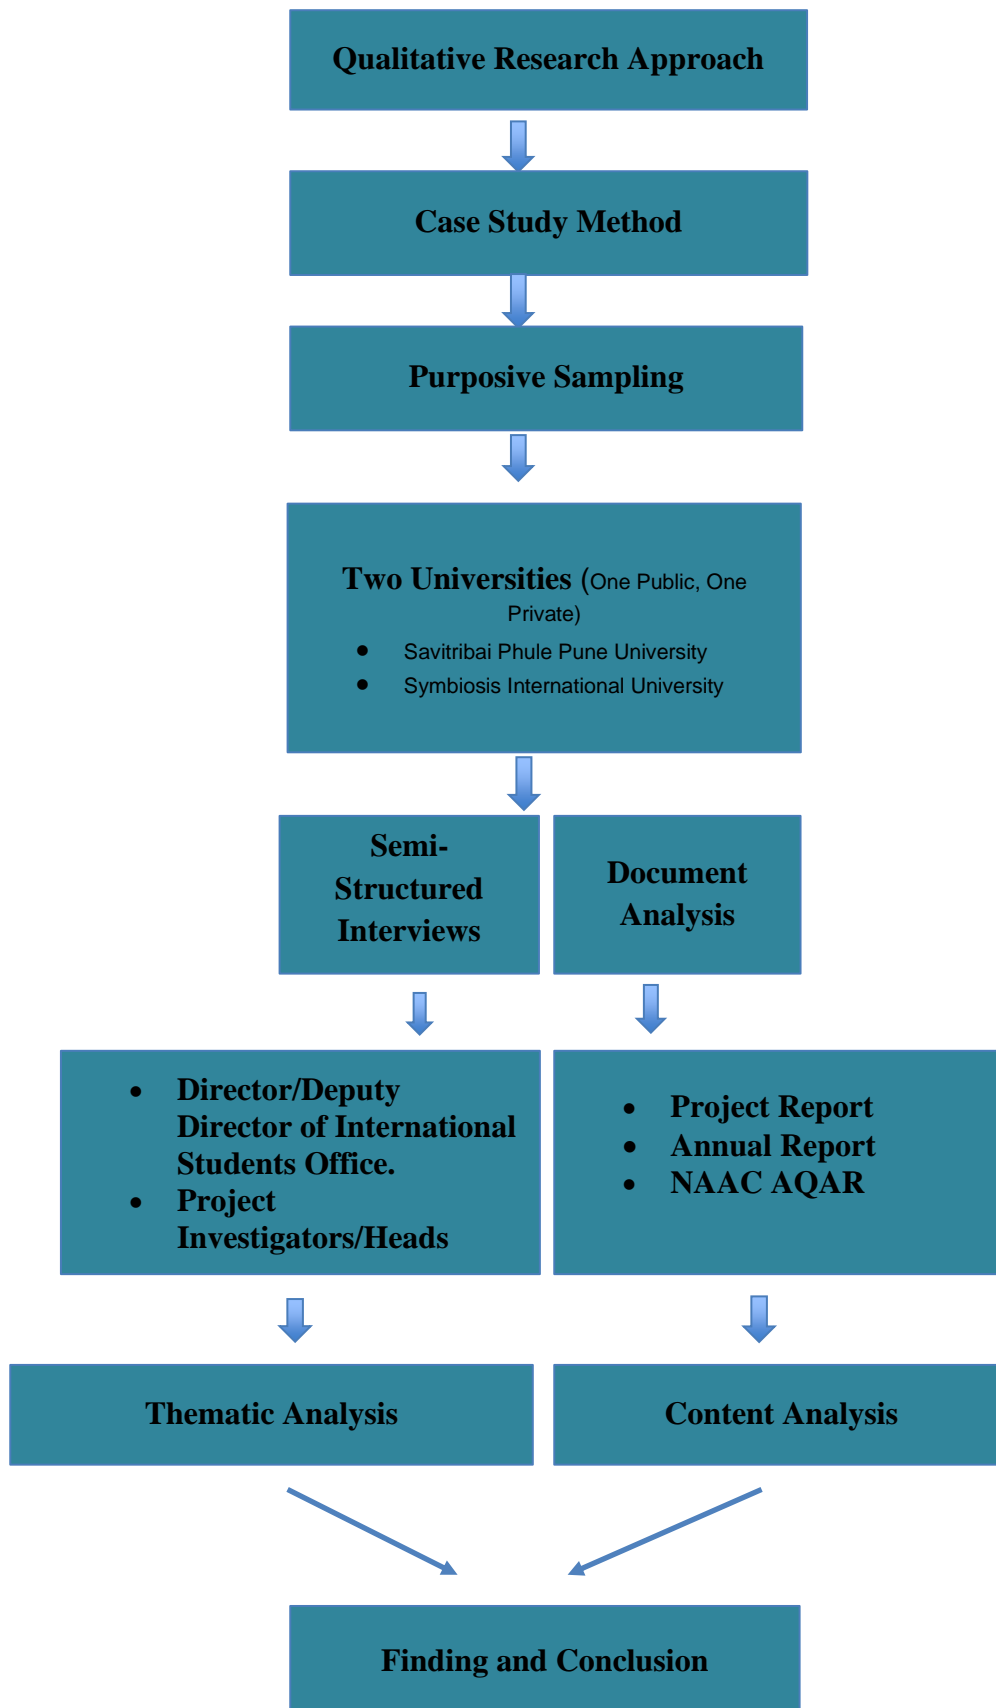 Qualitative Research Approach
Case Study Method
Purposive Sampling
Two Universities (One Public, One
Private)
● Savitribai Phule Pune University
● Symbiosis International University
Semi-
Structured
Interviews
Document
Analysis
• Director/Deputy
Director of International
Students Office.
• Project
Investigators/Heads
• Project Report
• Annual Report
• NAAC AQAR
Thematic Analysis
Content Analysis
Finding and Conclusion